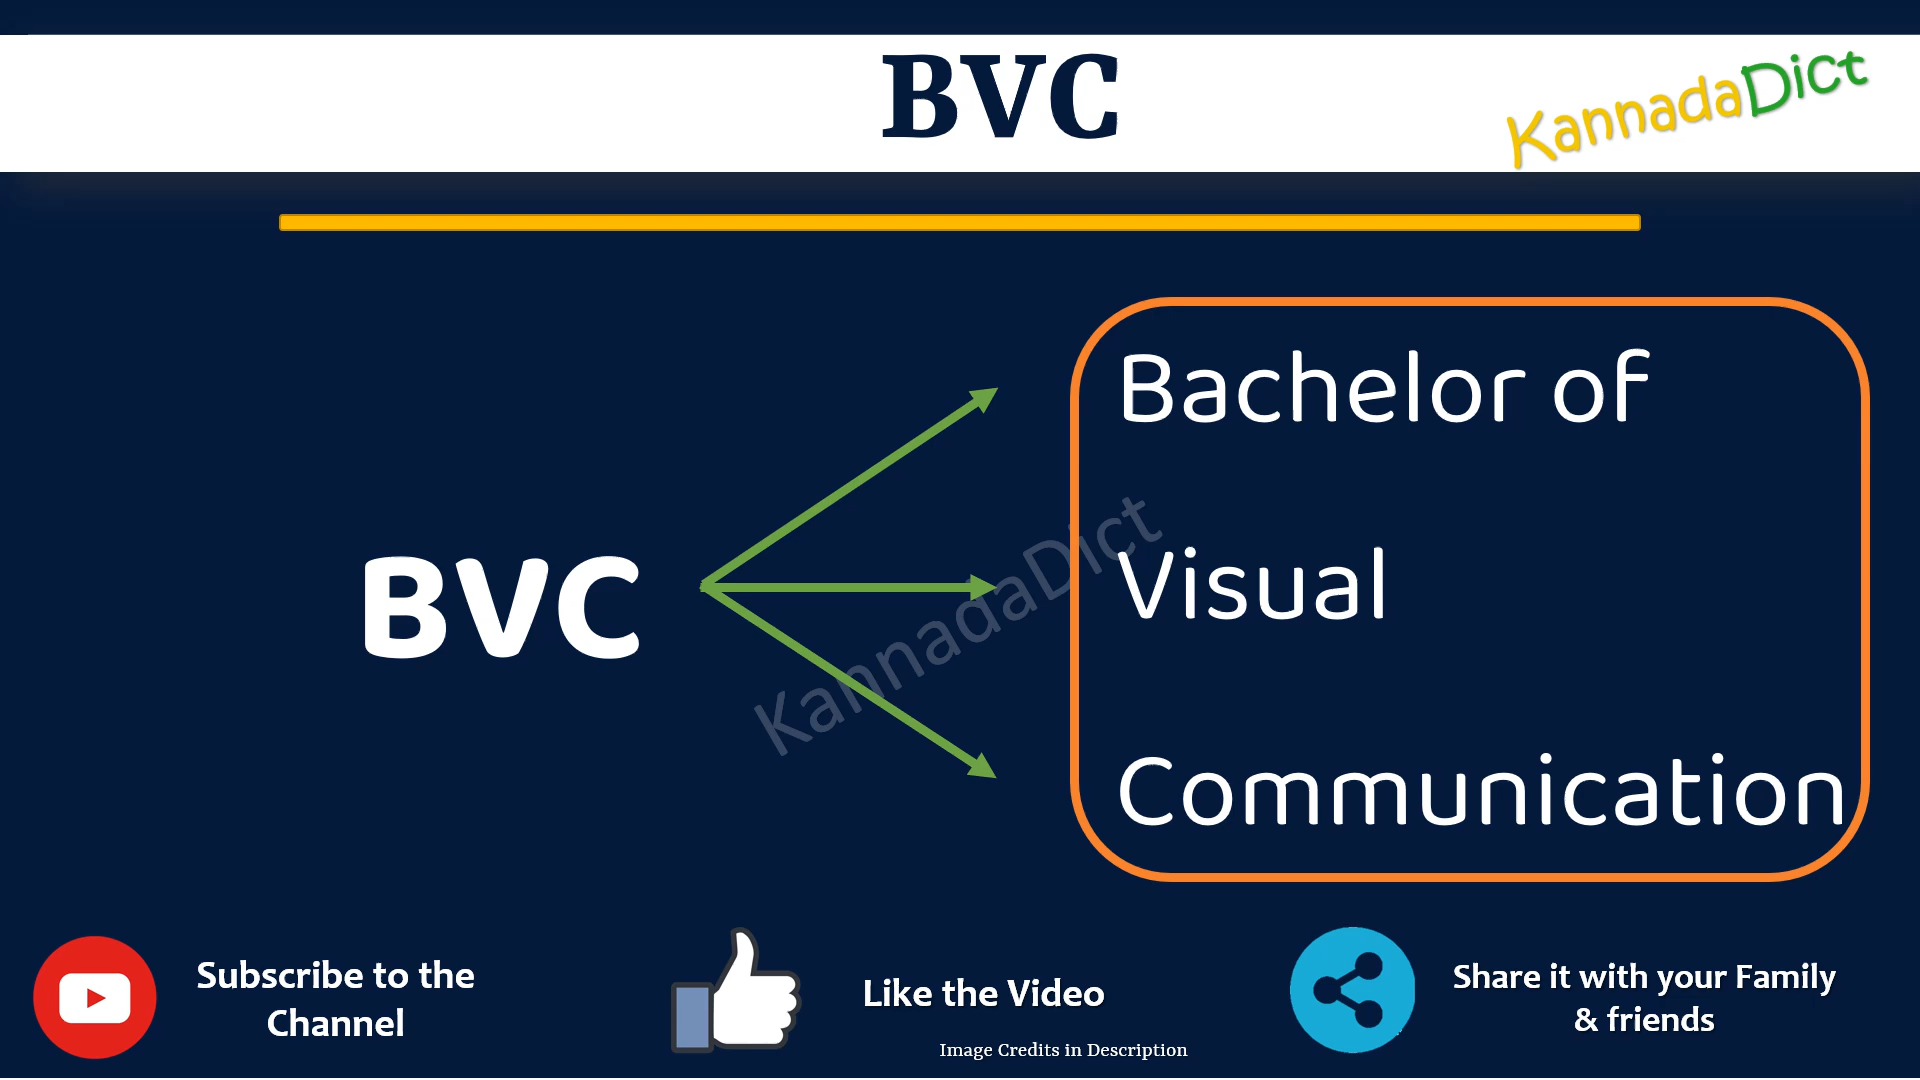 BVC
KannadaDict
Bachelor of
BVC
Visual
KannadaDict
Communication
Subscribe to the
Channel
Like the Video
Share it with your Family
& friends
Image Credits in Description